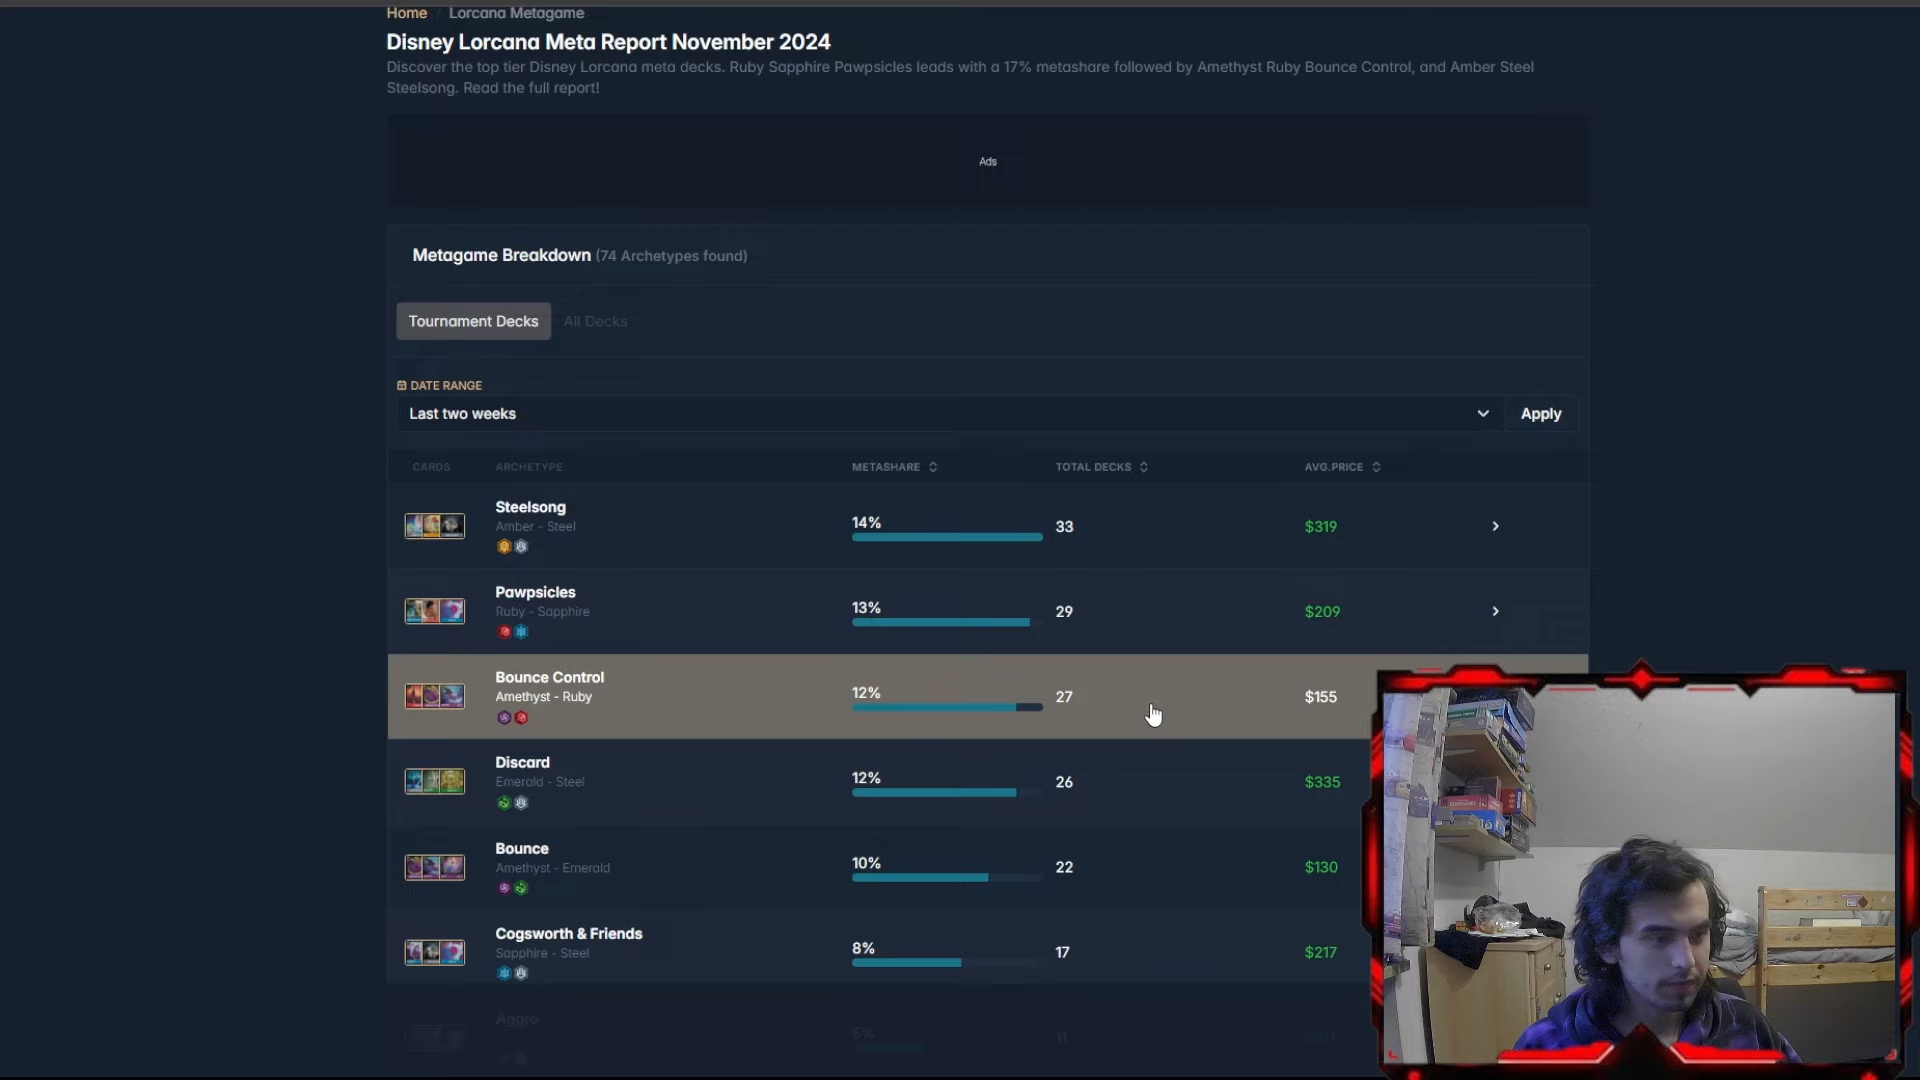 Home / Lorcana Metagame
Disney Lorcana Meta Report November 2024
Discover the top tier Disney Lorcana meta decks. Ruby Sapphire Pawpsicles leads with a 17% metashare followed by Amethyst Ruby Bounce Control, and Amber Steel
Steelsong. Read the full report!
Ads
Metagame Breakdown (74 Archetypes found)
Tournament Decks All Decks
DATE RANGE
Last two weeks Apply
CARDS ARCHETYPE METASHARE TOTAL DECKS AVG.PRICE
Steelsong
Amber - Steel
14% 33 $319
Pawpsicles
Ruby - Sapphire
13% 29 $209
Bounce Control
Amethyst - Ruby
12% 27 $155
Discard
Emerald - Steel
12% 26 $335
Bounce
Amethyst - Emerald
10% 22 $130
Cogsworth & Friends
Sapphire - Steel
8% 17 $217
Aggro
5% 11